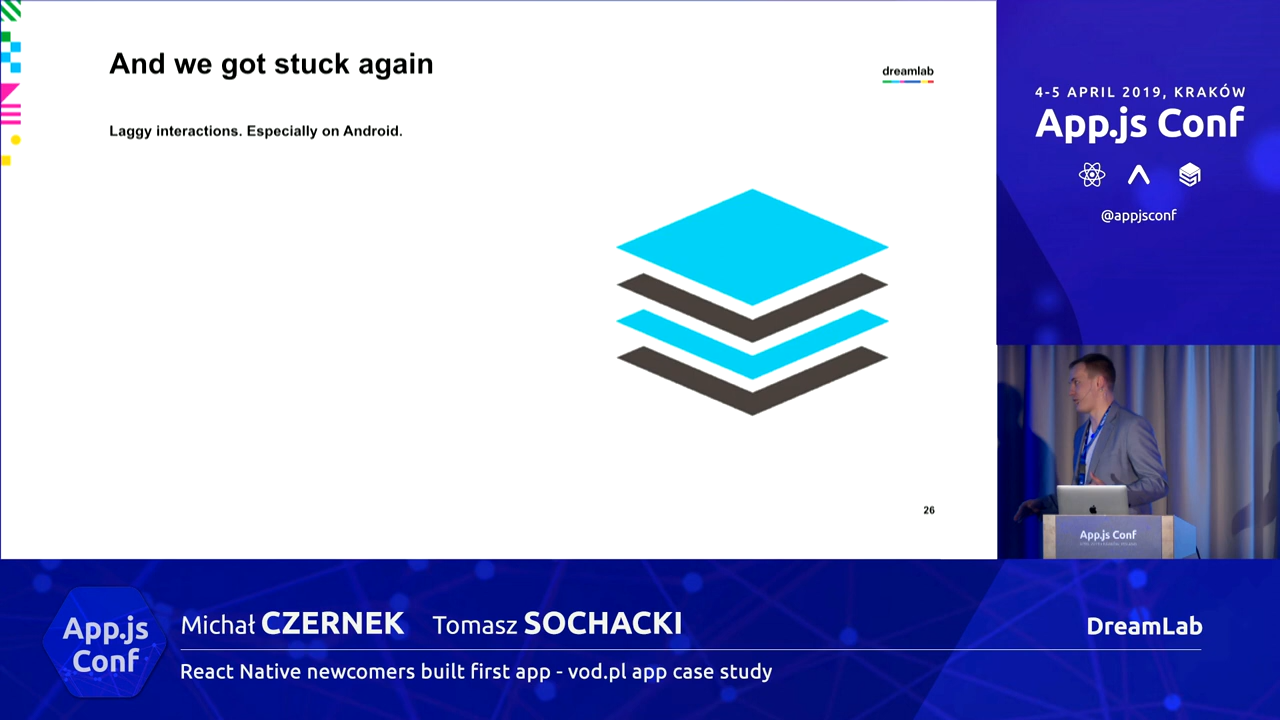 And we got stuck again
dreamlab
Laggy interactions. Especially on Android.
26
4-5 APRIL 2019, KRAKÓW
App.js Conf
@appjsconf
App.js Conf
App.js
Conf
Michał CZERNEK Tomasz SOCHACKI
DreamLab
React Native newcomers built first app - vod.pl app case study